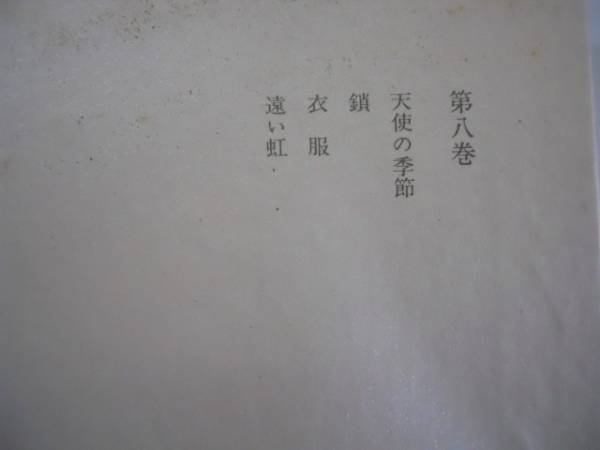 第八巻
天使の季節
鎖
衣服
遠い虹